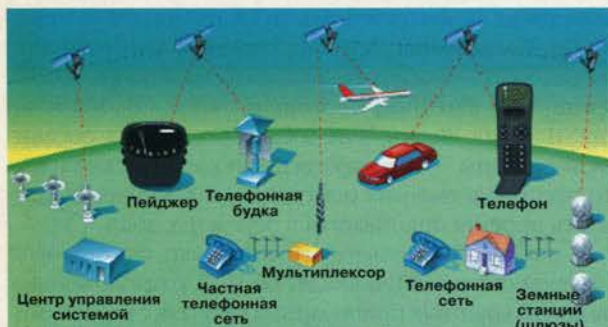 Пейджер
Телефонная
будка
Телефон
Центр управления
системой
Частная
телефонная
сеть
Мультиплексор
Телефонная
сеть
Земные
станции
(шлюзы)